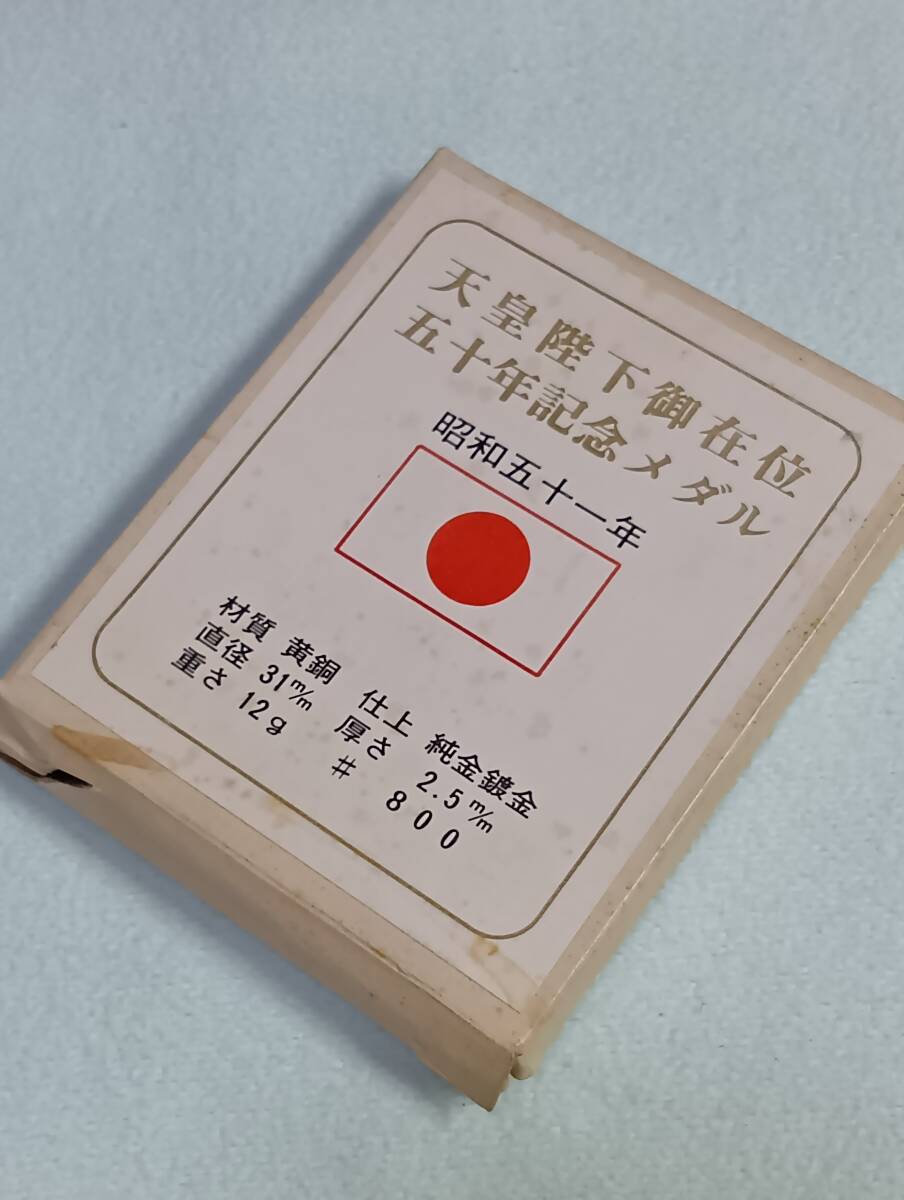 天皇陛下御在位
五十年記念メダル
昭和五十一年
材質 黄銅 仕上 純金鍍金
直径 31m/m 厚さ 2.5m/m
重さ 12g # 800